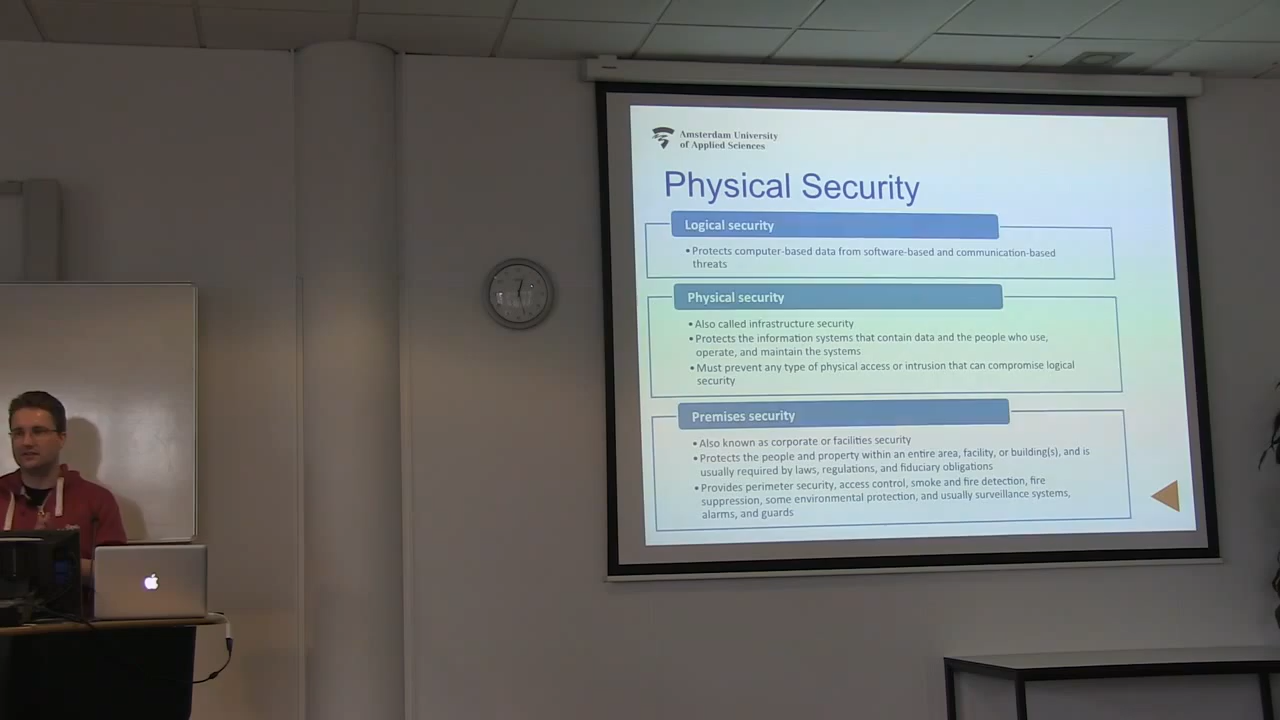 Amsterdam University
of Applied Sciences
Physical Security
Logical security
• Protects computer-based data from software-based and communication-based
threats
Physical security
• Also called infrastructure security
• Protects the information systems that contain data and the people who use,
operate, and maintain the systems
• Must prevent any type of physical access or intrusion that can compromise logical
security
Premises security
• Also known as corporate or facilities security
• Protects the people and property within an entire area, facility, or building(s), and is
usually required by laws, regulations, and fiduciary obligations
• Provides perimeter security, access control, smoke and fire detection, fire
suppression, some environmental protection, and usually surveillance systems,
alarms, and guards